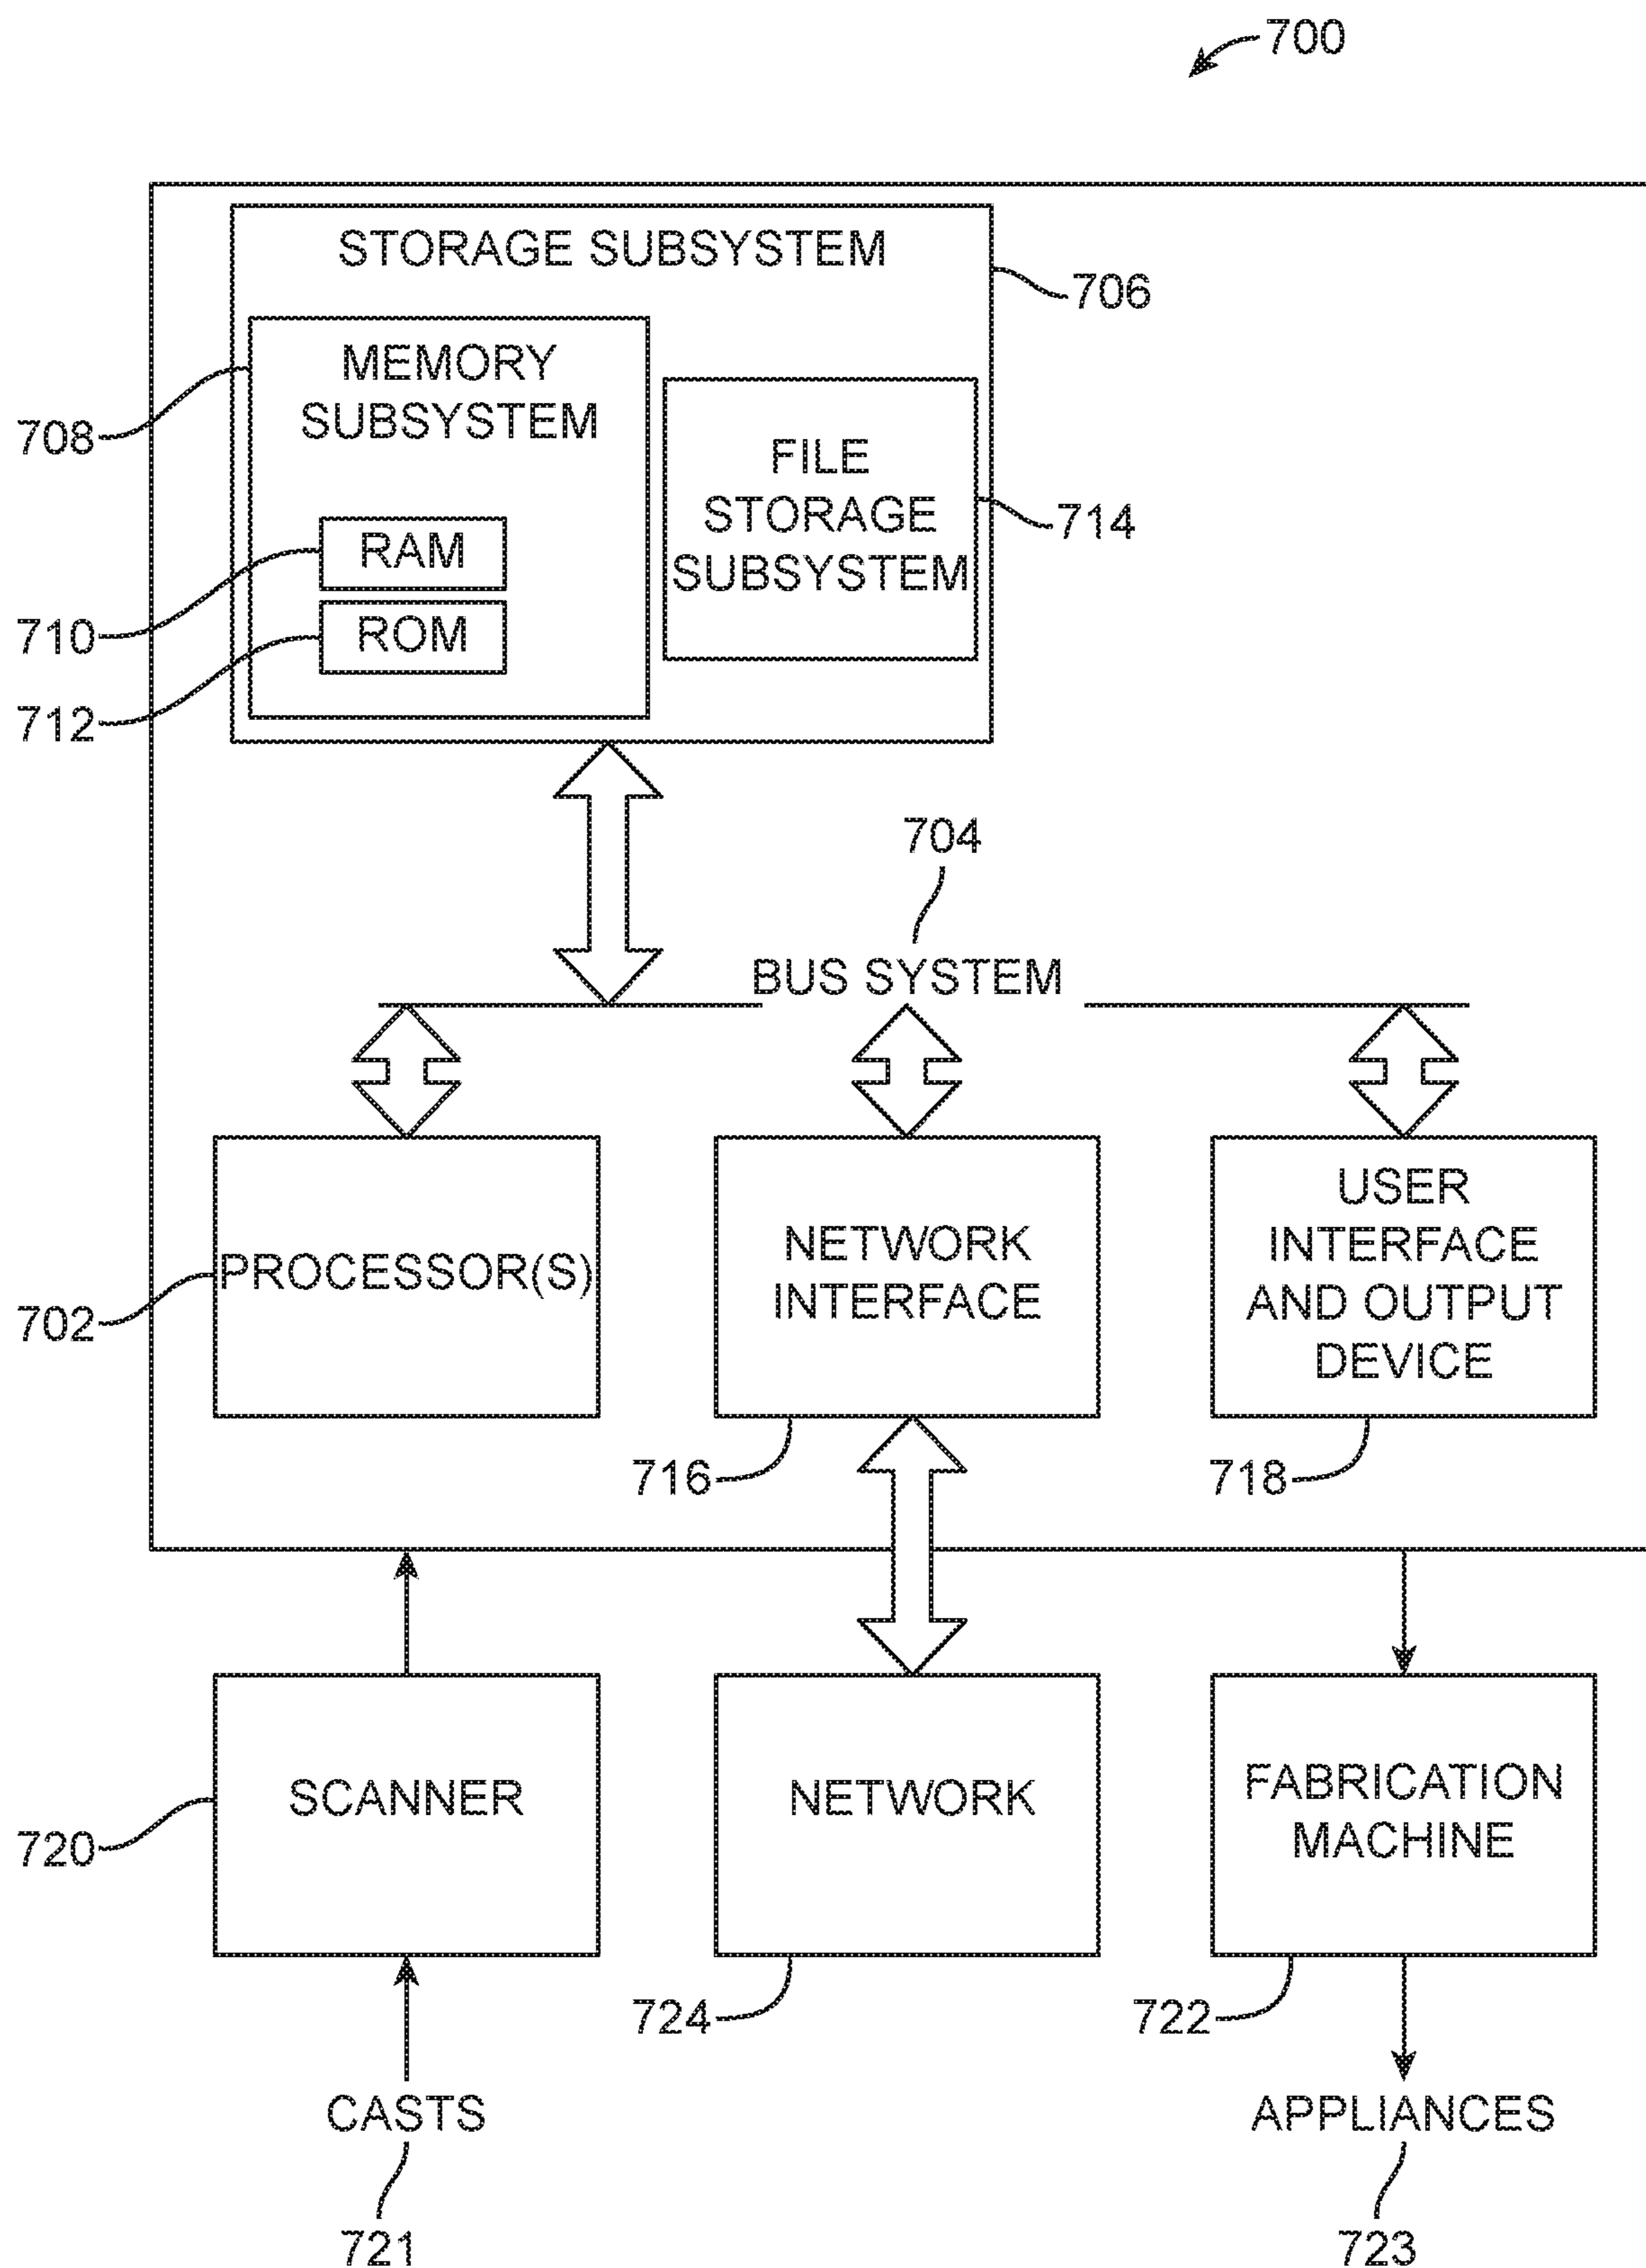 700
STORAGE SUBSYSTEM
706
MEMORY
SUBSYSTEM
708
FILE
STORAGE
SUBSYSTEM
714
RAM
710
ROM
712
704
BUS SYSTEM
PROCESSOR(S)
702
NETWORK
INTERFACE
716
USER
INTERFACE
AND OUTPUT
DEVICE
718
SCANNER
720
NETWORK
724
FABRICATION
MACHINE
722
CASTS
721
APPLIANCES
723